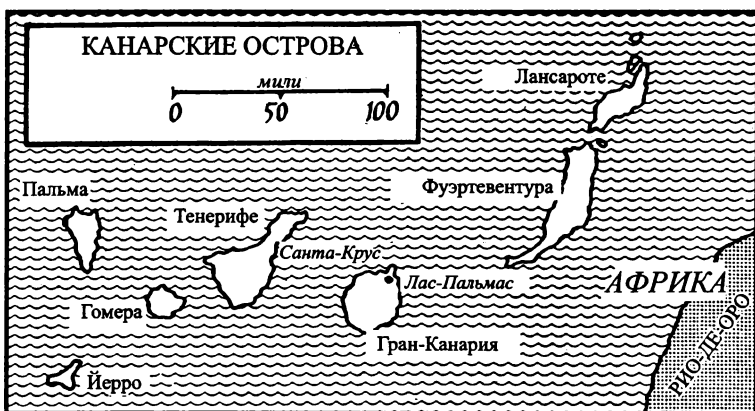 КАНАРСКИЕ ОСТРОВА
мили
0 50 100
Лансароте
Фуэртевентура
Пальма
Тенерифе
Санта-Крус
Лас-Пальмас
АФРИКА
Гомера
Гран-Канария
Йерро
РИО-ДЕ-ОРО